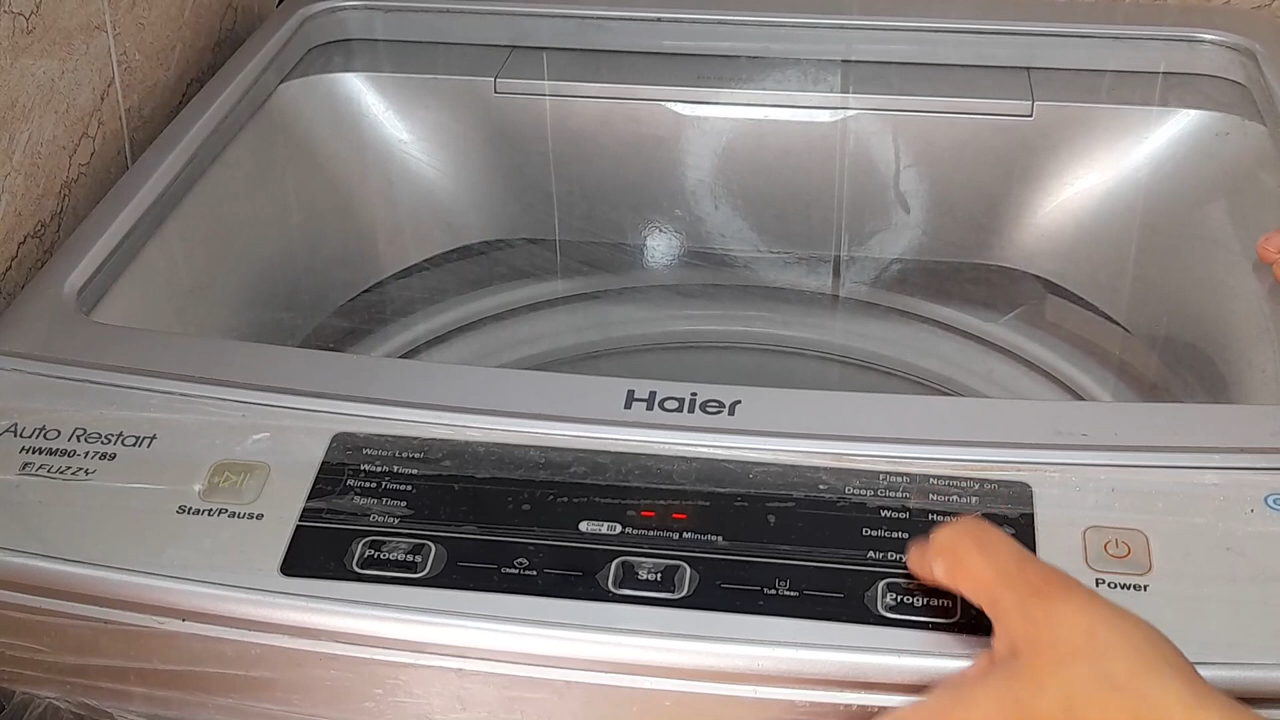 Haier
Auto Restart
HWM90-1789
F FUZZY
Start/Pause
Water Level
Wash Time
Rinse Times
Spin Time
Delay
Child Lock
Remaining Minutes
Flash
Normally on
Deep Clean
Normal F
Wool
Delicate
Air Dry
Process
Child Lock
Set
Tub Clean
Program
Power